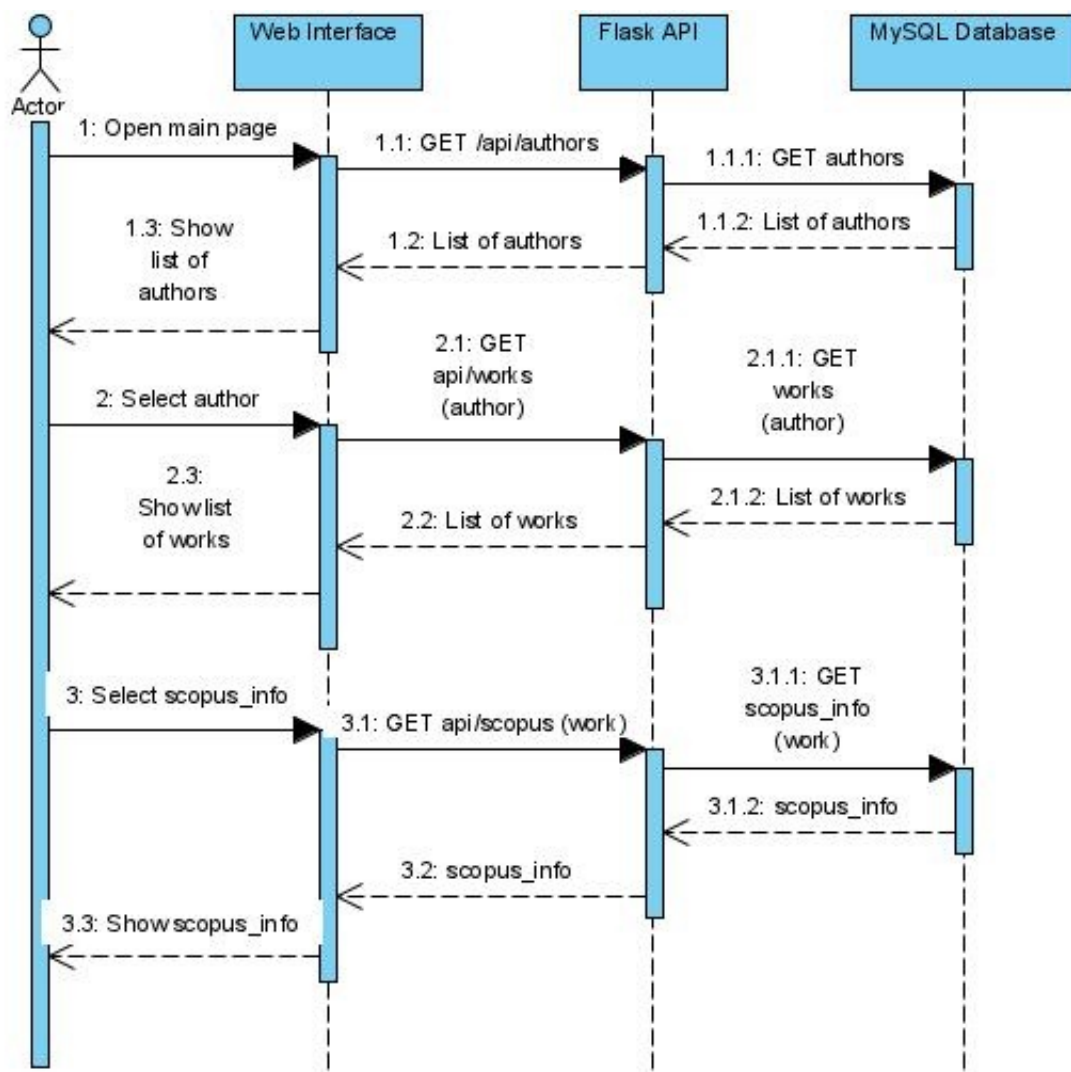 Web Interface
Flask API
MySQL Database
Actor
1: Open main page
1.1: GET /api/authors
1.1.1: GET authors
1.1.2: List of authors
1.2: List of authors
1.3: Show
list of
authors
2: Select author
2.1: GET
api/works
(author)
2.1.1: GET
works
(author)
2.1.2: List of works
2.2: List of works
2.3:
Show list
of works
3: Select scopus_info
3.1: GET api/scopus (work)
3.1.1: GET
scopus_info
(work)
3.1.2: scopus_info
3.2: scopus_info
3.3: Show scopus_info